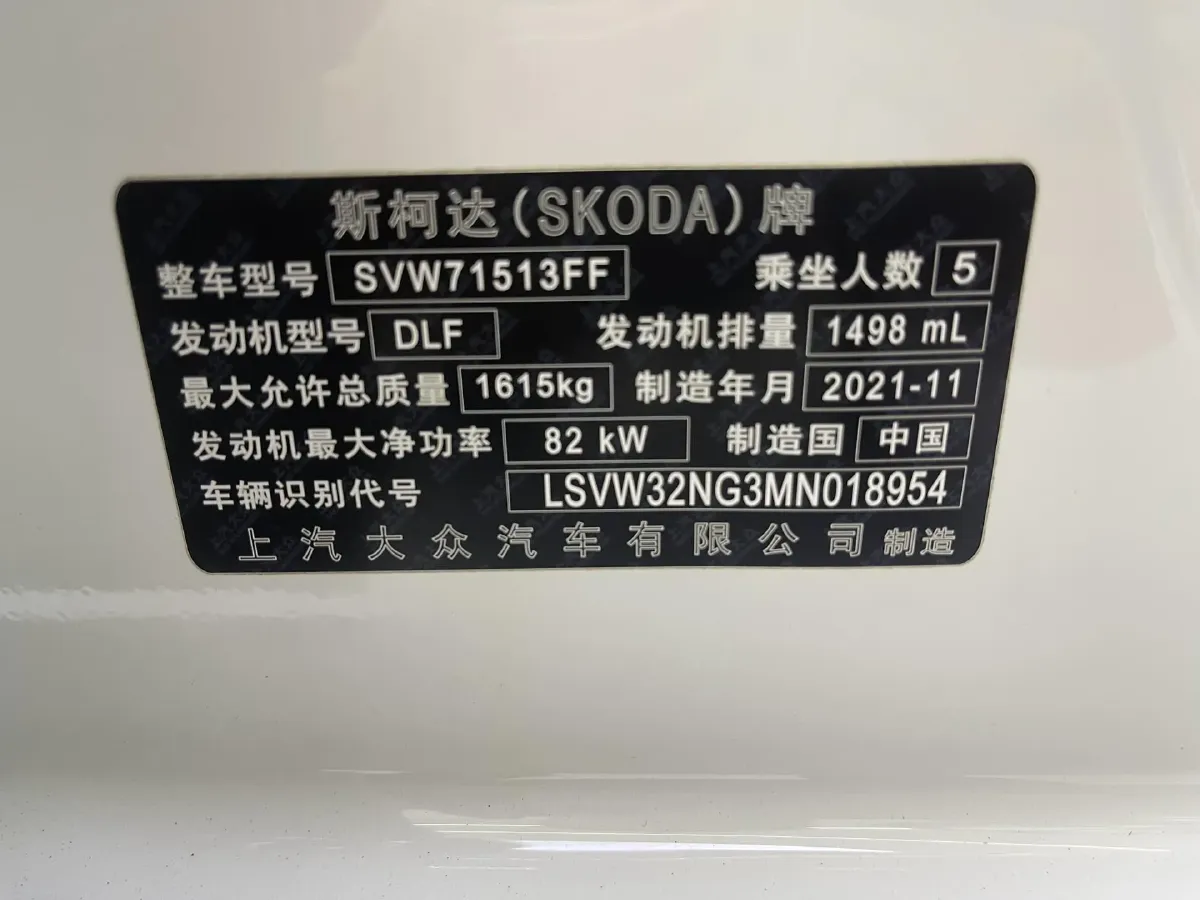 斯柯达(SKODA)牌
整车型号 SVW71513FF 乘坐人数 5
发动机型号 DLF 发动机排量 1498 mL
最大允许总质量 1615kg 制造年月 2021-11
发动机最大净功率 82 kW 制造国 中国
车辆识别代号 LSVW32NG3MN018954
上汽大众汽车有限公司 制造